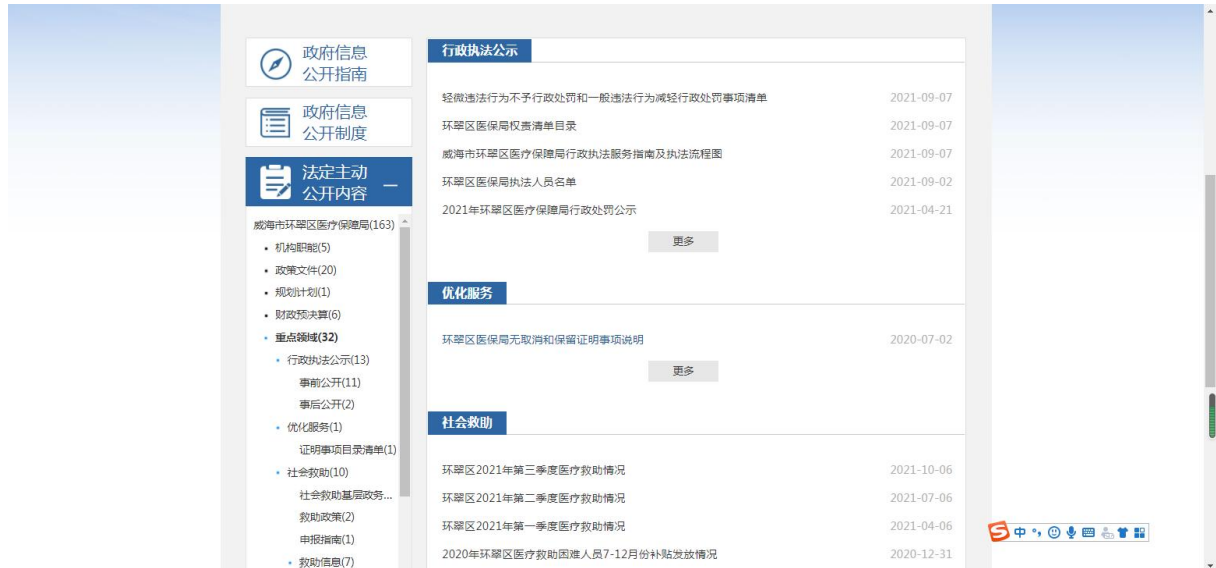 政府信息
公开指南
政府信息
公开制度
法定主动
公开内容
威海市环翠区医疗保障局(163)
机构职能(5)
政策文件(20)
规划计划(1)
财政预决算(6)
重点领域(32)
行政执法公示(13)
事前公开(11)
事后公开(2)
优化服务(1)
证明事项目录清单(1)
社会救助(10)
社会救助基层政务...
救助政策(2)
申报指南(1)
救助信息(7)
行政执法公示
轻微违法行为不予行政处罚和一般违法行为减轻行政处罚事项清单 2021-09-07
环翠区医保局权责清单目录 2021-09-07
威海市环翠区医疗保障局行政执法服务指南及执法流程图 2021-09-07
环翠区医保局执法人员名单 2021-09-02
2021年环翠区医疗保障局行政处罚公示 2021-04-21
更多
优化服务
环翠区医保局无取消和保留证明事项说明 2020-07-02
更多
社会救助
环翠区2021年第三季度医疗救助情况 2021-10-06
环翠区2021年第二季度医疗救助情况 2021-07-06
环翠区2021年第一季度医疗救助情况 2021-04-06
2020年环翠区医疗救助困难人员7-12月份补贴发放情况 2020-12-31
中